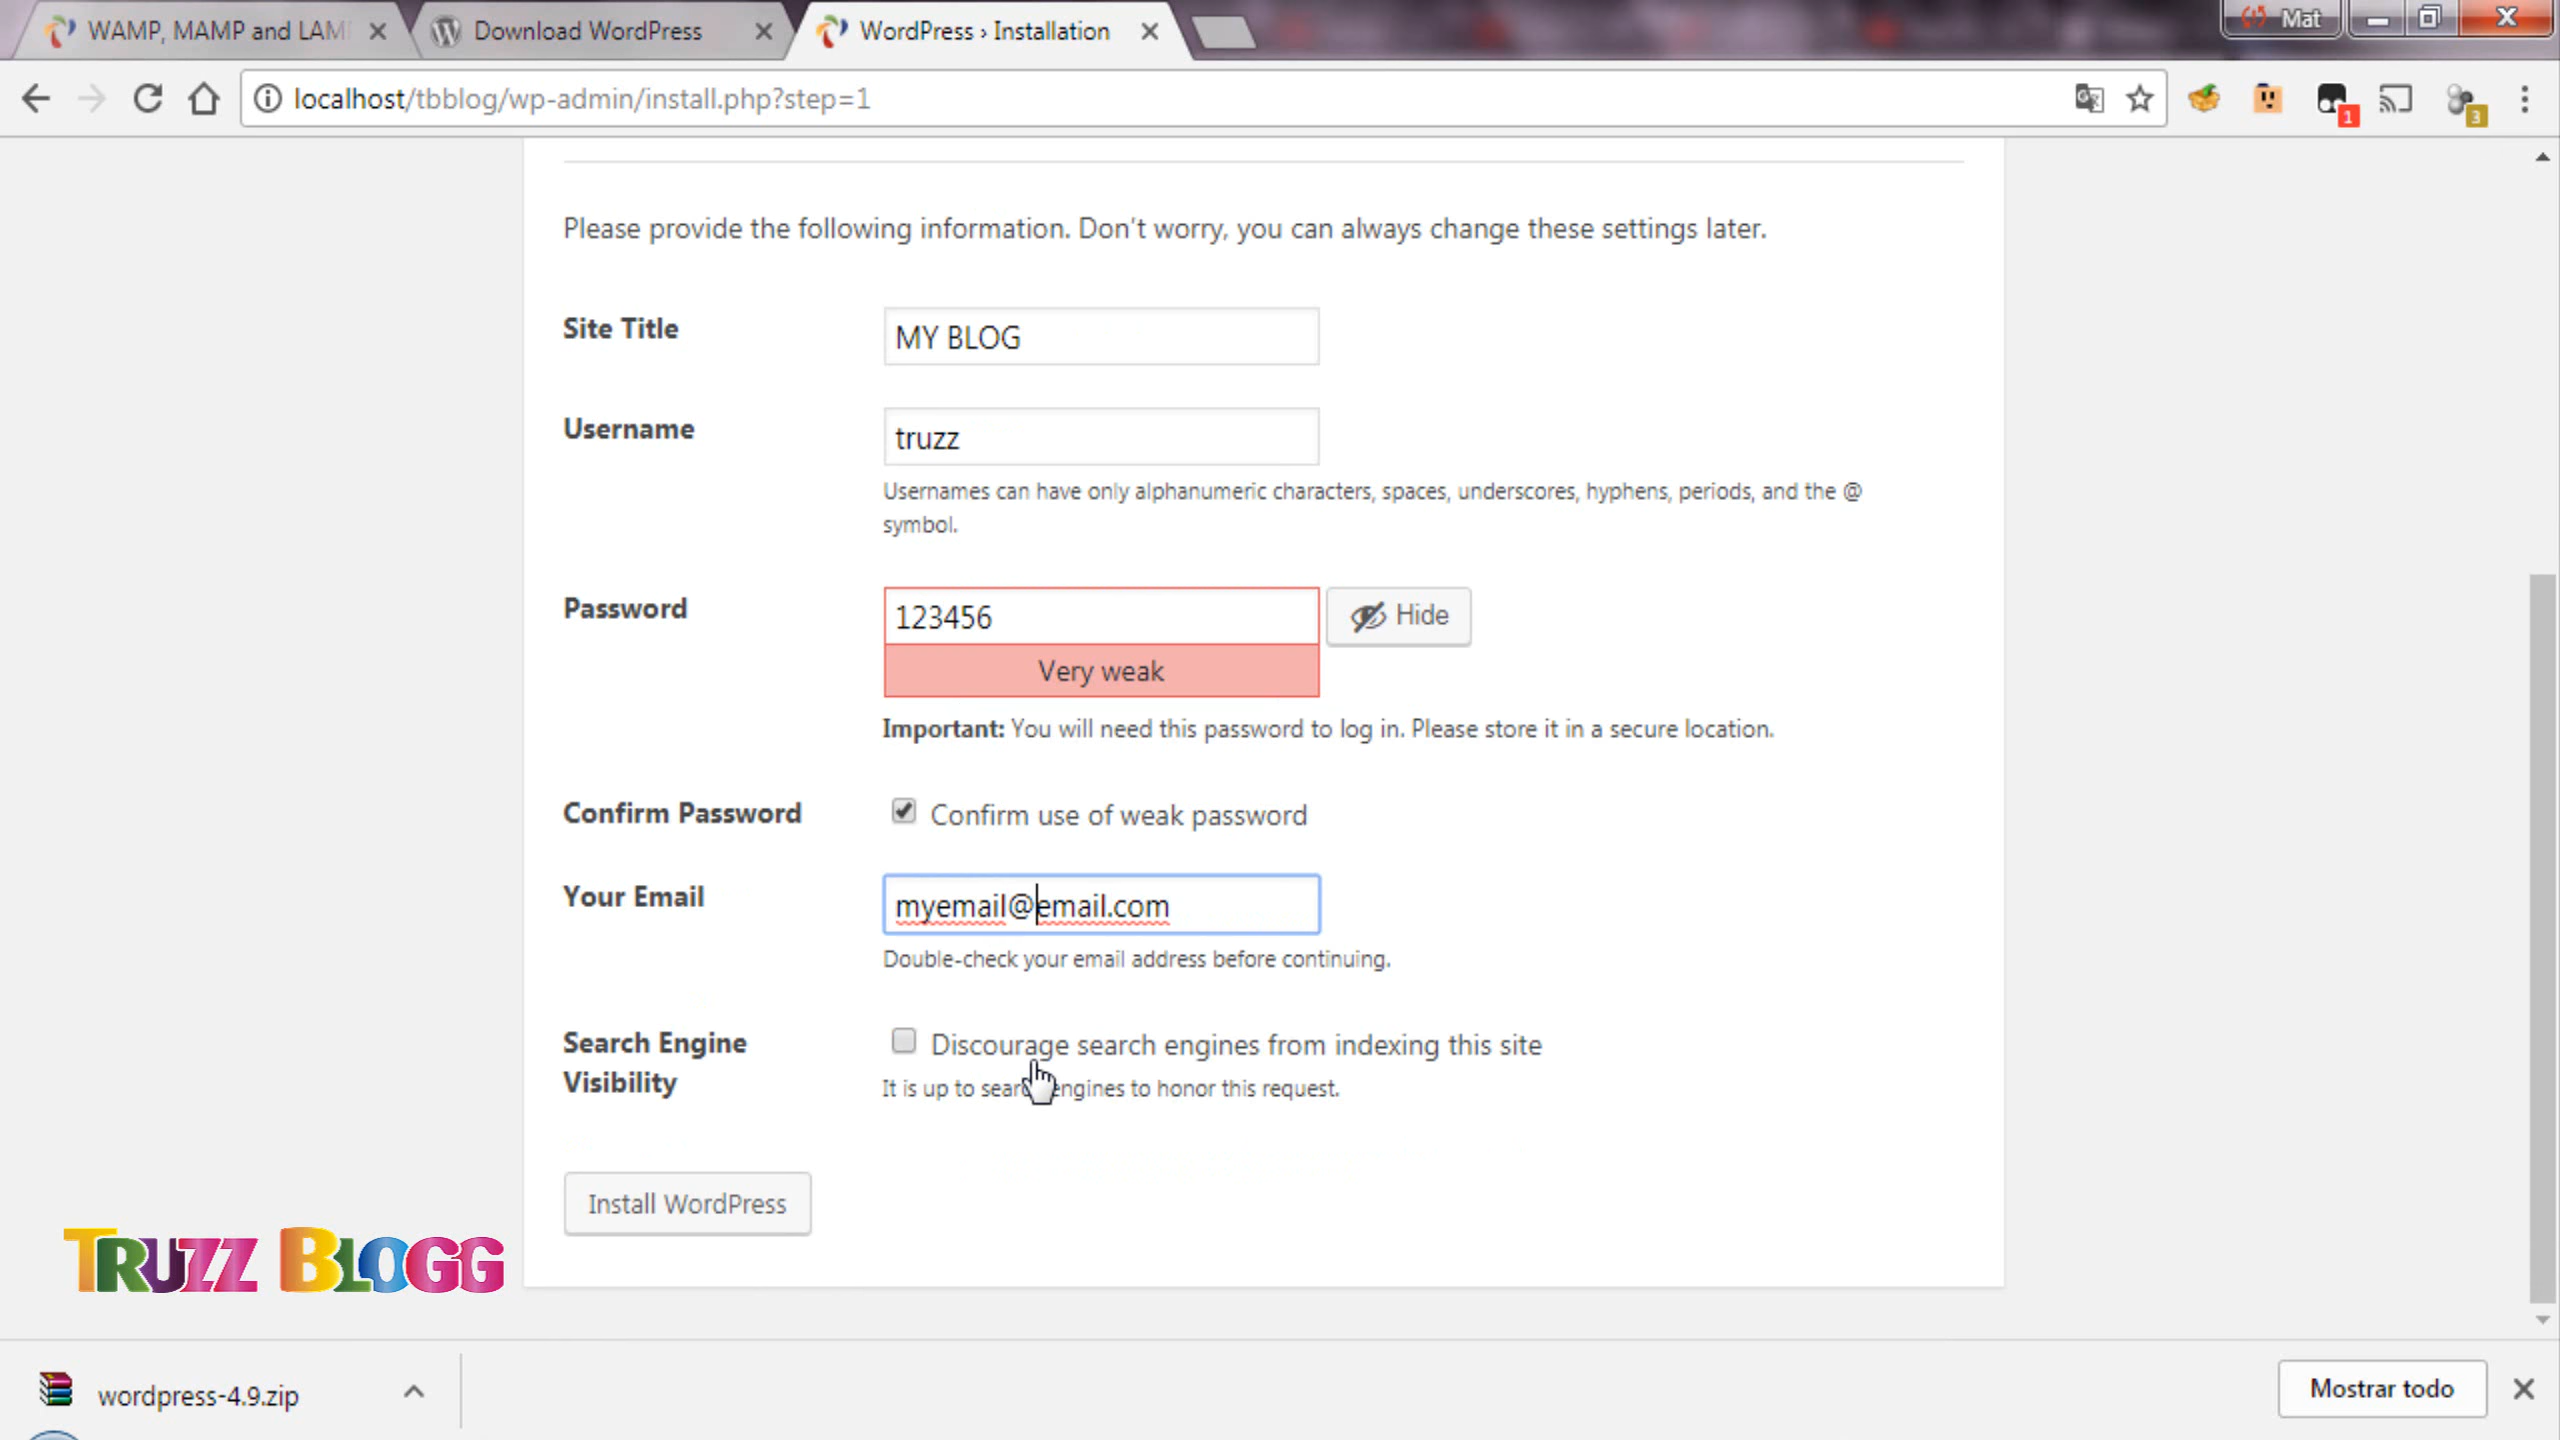 WAMP, MAMP and LAM
Download WordPress
WordPress › Installation
Mat
localhost/tbblog/wp-admin/install.php?step=1
1
3
Please provide the following information. Don't worry, you can always change these settings later.
Site Title
MY BLOG
Username
truzz
Usernames can have only alphanumeric characters, spaces, underscores, hyphens, periods, and the @
symbol.
Password
123456
Hide
Very weak
Important: You will need this password to log in. Please store it in a secure location.
Confirm Password
Confirm use of weak password
Your Email
myemail@email.com
Double-check your email address before continuing.
Search Engine
Visibility
Discourage search engines from indexing this site
It is up to search engines to honor this request.
Install WordPress
TRUZZ BLOGG
wordpress-4.9.zip
Mostrar todo